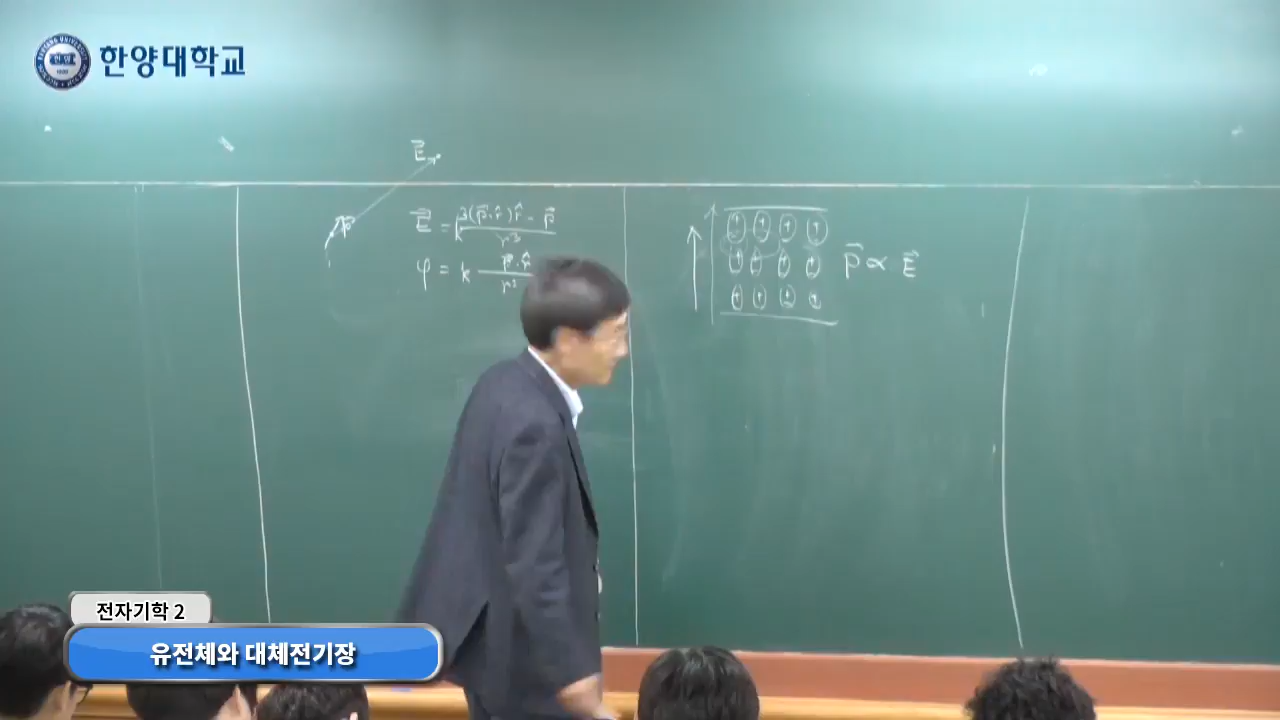 한양대학교
E⃗
p⃗
E⃗ = k 3(p⃗·r̂)r̂ - p⃗ / r³
φ = k p⃗·r̂ / r²
p⃗ ∝ E⃗
전자기학 2
유전체와 대체전기장